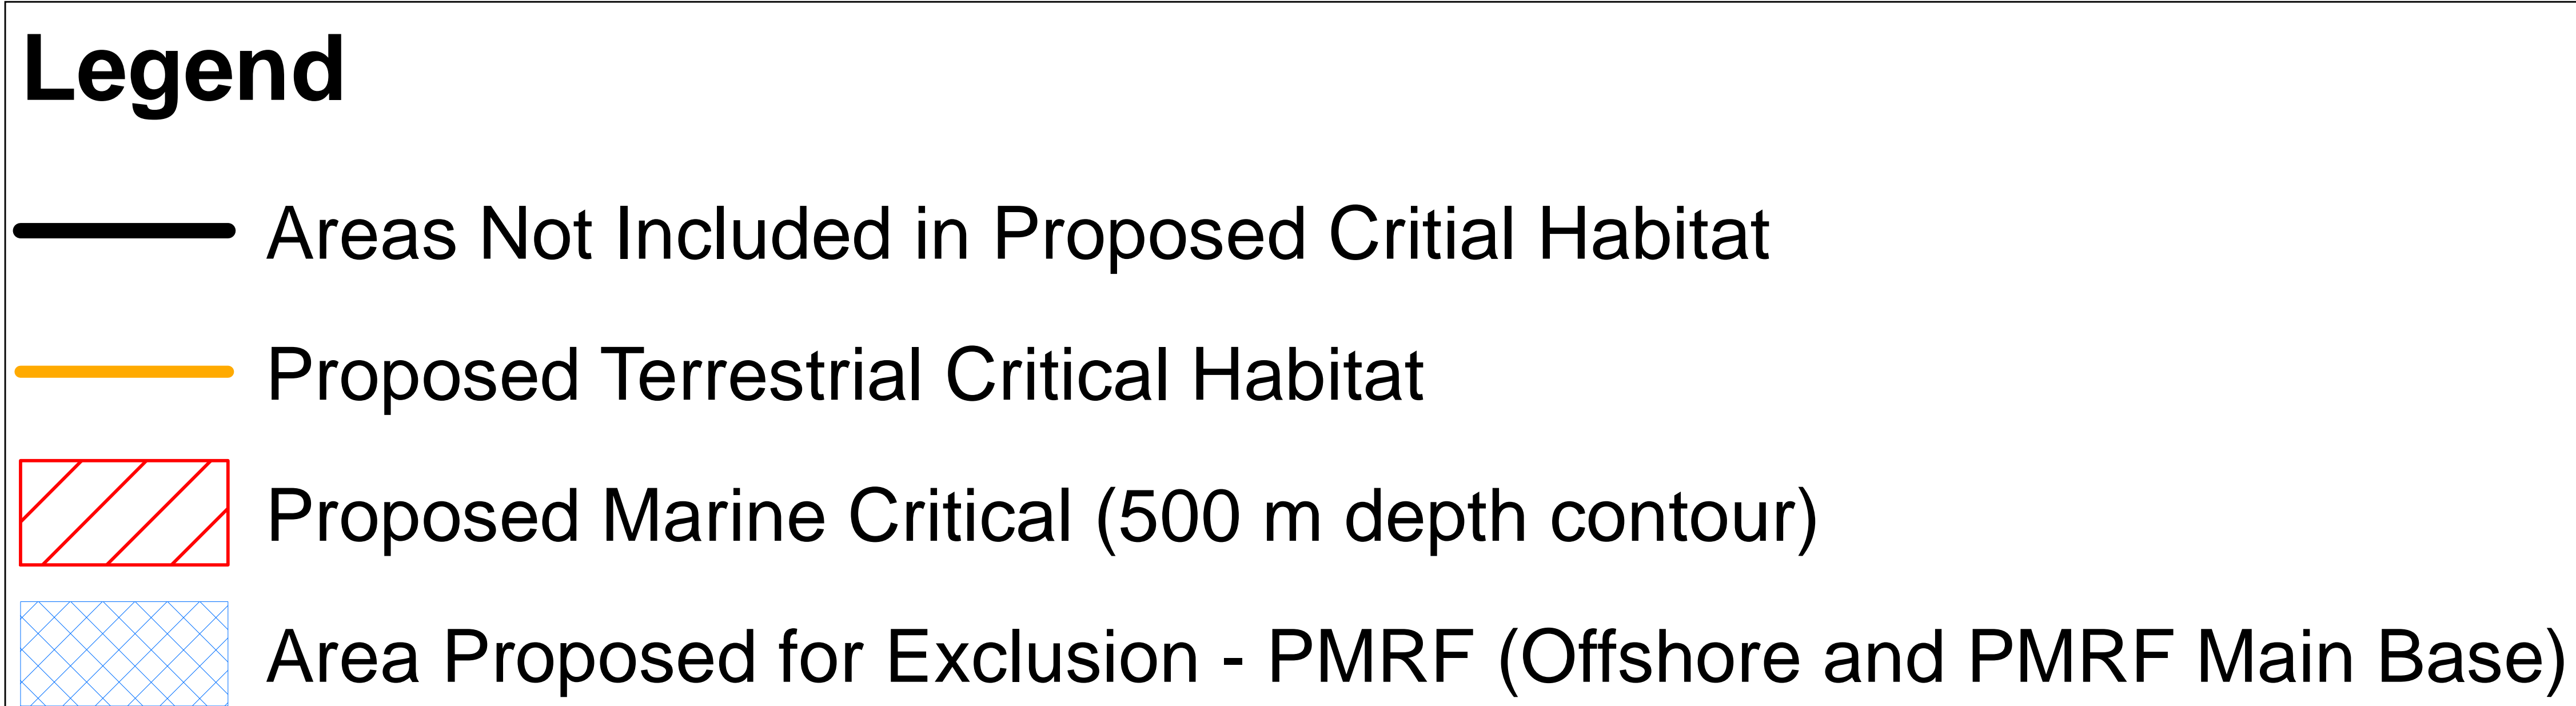 Legend
Areas Not Included in Proposed Critial Habitat
Proposed Terrestrial Critical Habitat
Proposed Marine Critical (500 m depth contour)
Area Proposed for Exclusion - PMRF (Offshore and PMRF Main Base)